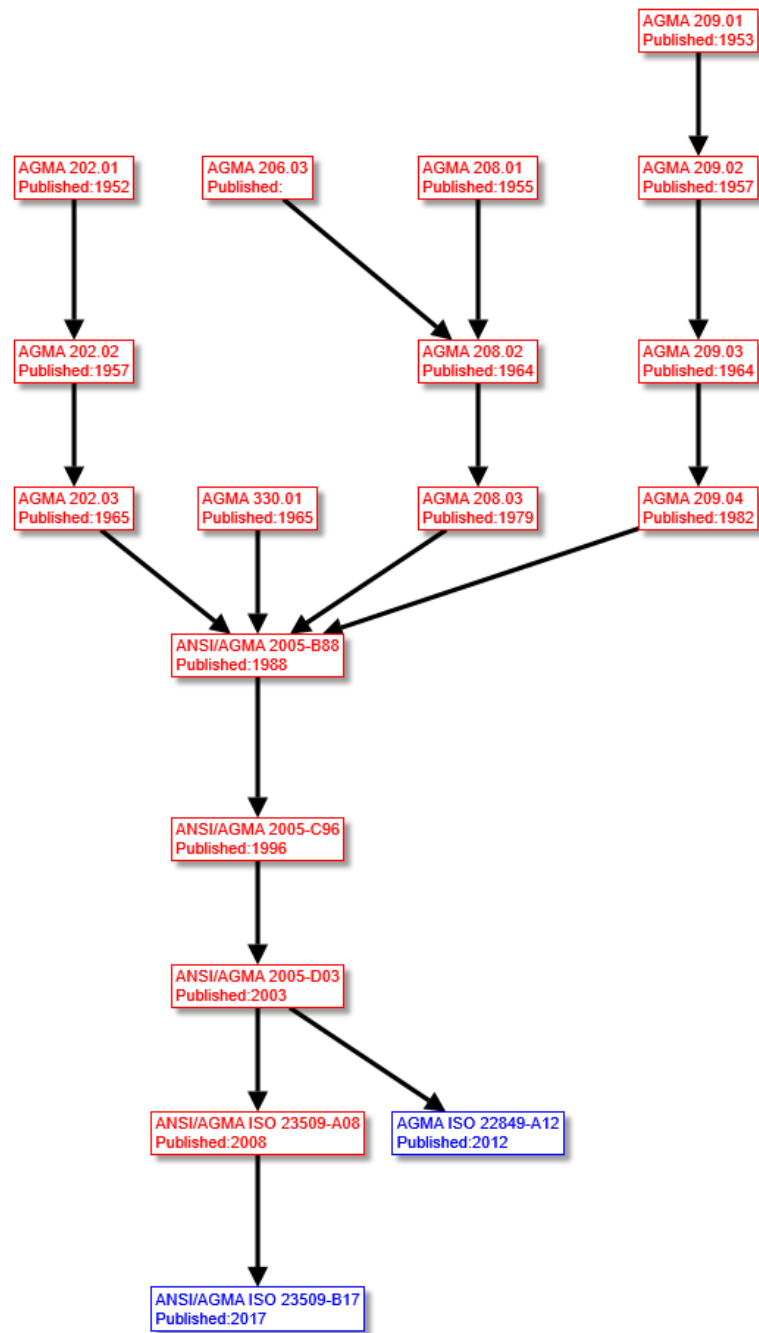 AGMA 209.01
Published:1953
AGMA 202.01
Published:1952
AGMA 206.03
Published:
AGMA 208.01
Published:1955
AGMA 209.02
Published:1957
AGMA 202.02
Published:1957
AGMA 208.02
Published:1964
AGMA 209.03
Published:1964
AGMA 202.03
Published:1965
AGMA 330.01
Published:1965
AGMA 208.03
Published:1979
AGMA 209.04
Published:1982
ANSI/AGMA 2005-B88
Published:1988
ANSI/AGMA 2005-C96
Published:1996
ANSI/AGMA 2005-D03
Published:2003
ANSI/AGMA ISO 23509-A08
Published:2008
AGMA ISO 22849-A12
Published:2012
ANSI/AGMA ISO 23509-B17
Published:2017